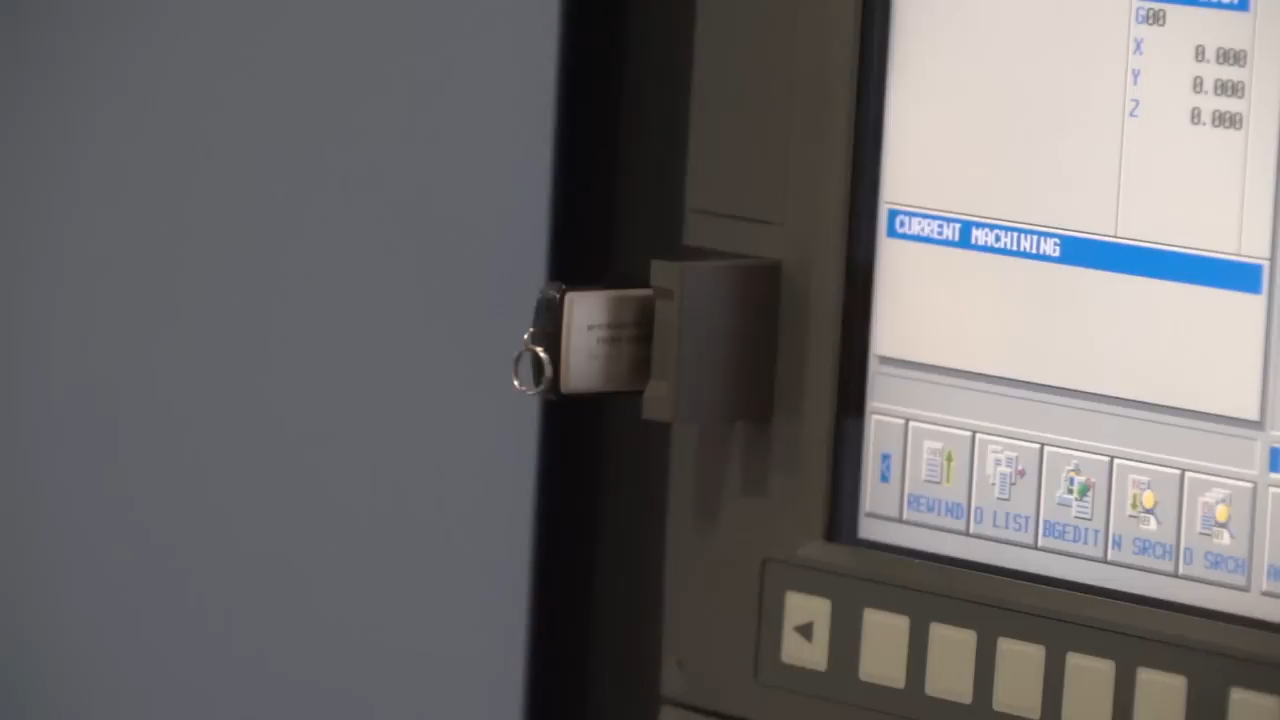 G00
X 0.000
Y 0.000
Z 0.000
CURRENT MACHINING
REWIND
O LIST
BGEDIT
N SRCH
O SRCH